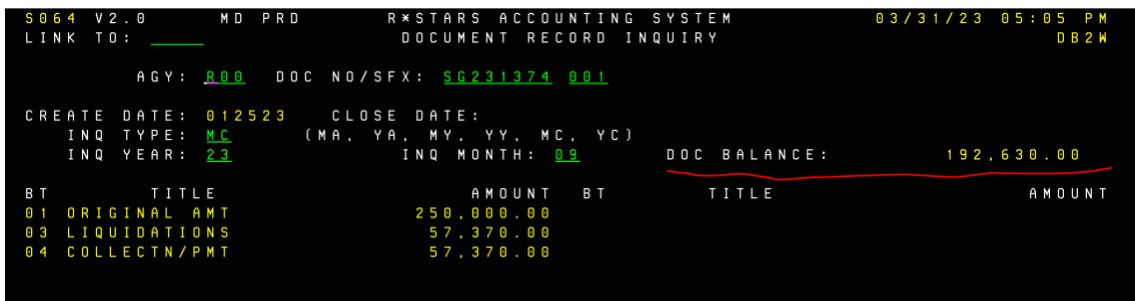 S064 V2.0 MD PRD R*STARS ACCOUNTING SYSTEM 03/31/23 05:05 PM
LINK TO: DOCUMENT RECORD INQUIRY DB2W
AGY: R00 DOC NO/SFX: SG231374 001
CREATE DATE: 012523 CLOSE DATE:
INQ TYPE: MC (MA, YA, MY, YY, MC, YC)
INQ YEAR: 23 INQ MONTH: 09 DOC BALANCE: 192,630.00
BT TITLE AMOUNT BT TITLE AMOUNT
01 ORIGINAL AMT 250,000.00
03 LIQUIDATIONS 57,370.00
04 COLLECTN/PMT 57,370.00